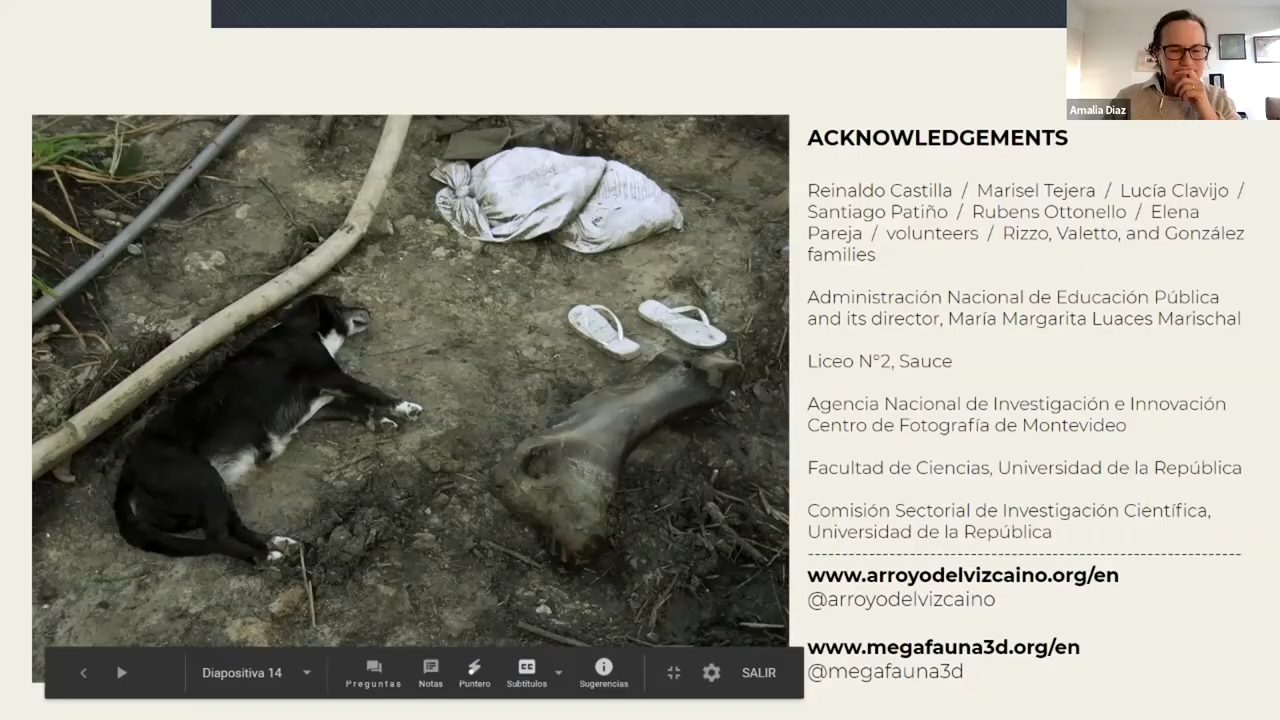 Amalia Diaz
ACKNOWLEDGEMENTS
Reinaldo Castilla / Marisel Tejera / Lucía Clavijo /
Santiago Patiño / Rubens Ottonello / Elena
Pareja / volunteers / Rizzo, Valetto, and González
families
Administración Nacional de Educación Pública
and its director, María Margarita Luaces Marischal
Liceo N°2, Sauce
Agencia Nacional de Investigación e Innovación
Centro de Fotografía de Montevideo
Facultad de Ciencias, Universidad de la República
Comisión Sectorial de Investigación Científica,
Universidad de la República
----------------------------------------------------------------
www.arroyodelvizcaino.org/en
@arroyodelvizcaino
www.megafauna3d.org/en
@megafauna3d
Diapositiva 14
Preguntas
Notas
Puntero
CC
Subtítulos
Sugerencias
SALIR